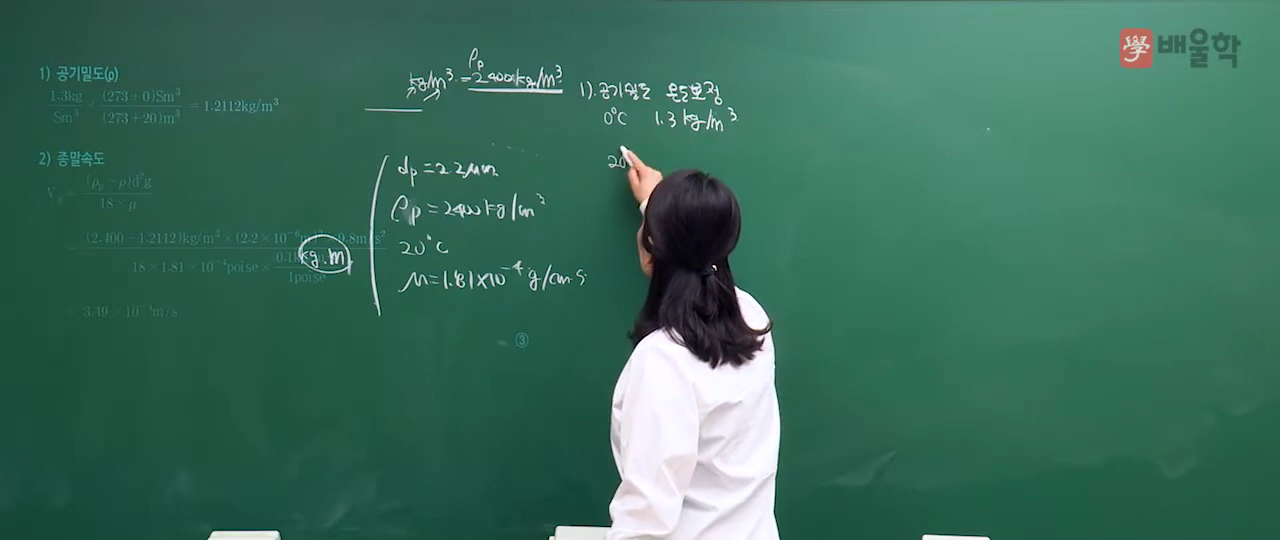 學 배울학
1) 공기밀도(ρ)
1.3kg/Sm³ × (273+0)Sm³/(273+20)m³ = 1.2112kg/m³
2) 종말속도
Vg = (ρp − ρ)d²g / 18×μ
= (2,400−1.2112)kg/m³ × (2.2×10⁻⁶m)² 9.8m/s²
18×1.81×10⁻⁴poise × /1poise
= 3.49 ×10⁻⁴m/s
③
kg/m³ = 2400kg/m³
ρp
kg.m
dp = 2.2μm
ρp = 2400kg/m³
20°C
μ = 1.81×10⁻⁴ g/cm·s
1). 공기밀도 온도보정
0°C 1.3kg/m³
20